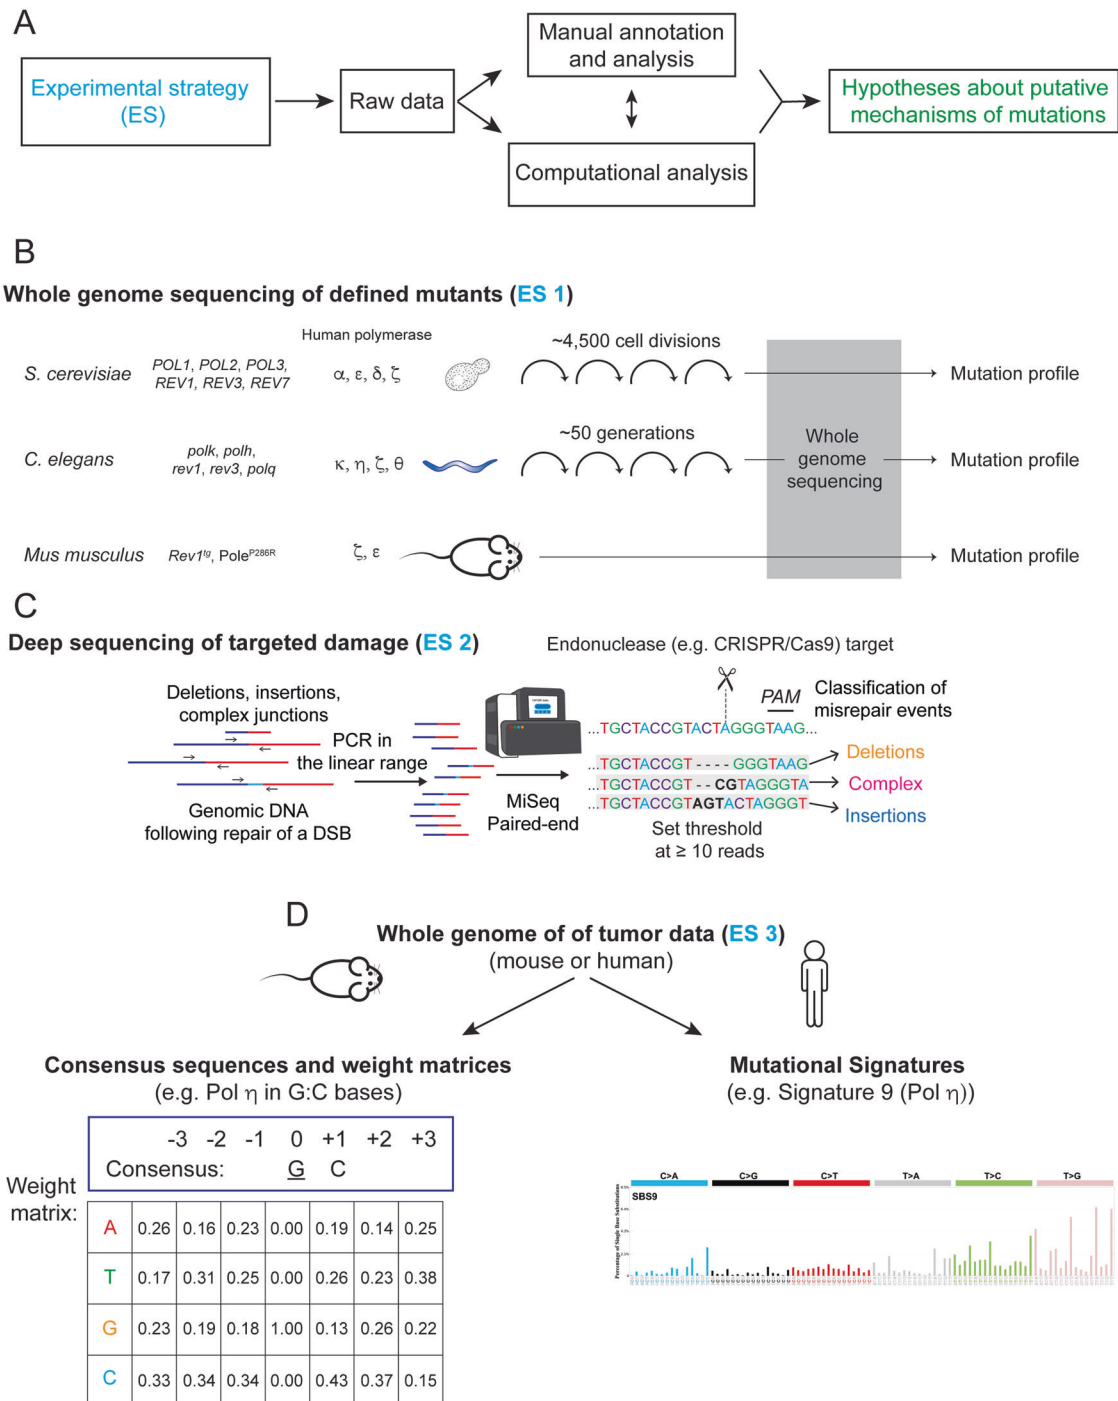 A
Experimental strategy
(ES)
Raw data
Manual annotation
and analysis
Computational analysis
Hypotheses about putative
mechanisms of mutations
B
Whole genome sequencing of defined mutants (ES 1)
Human polymerase
S. cerevisiae
POL1, POL2, POL3,
REV1, REV3, REV7
α, ε, δ, ζ
~4,500 cell divisions
Mutation profile
C. elegans
polk, polh,
rev1, rev3, polq
κ, η, ζ, θ
~50 generations
Whole
genome
sequencing
Mutation profile
Mus musculus
Rev1tg, PoleP286R
ζ, ε
Mutation profile
C
Deep sequencing of targeted damage (ES 2)
Deletions, insertions,
complex junctions
Genomic DNA
following repair of a DSB
PCR in
the linear range
MiSeq
Paired-end
Endonuclease (e.g. CRISPR/Cas9) target
PAM
Classification of
misrepair events
...TGCTACCGTACTAGGGTAAG...
...TGCTACCGT----GGGTAAG
Deletions
...TGCTACCGT--CGTAGGGTA
Complex
...TGCTACCGTAGTACTAGGGT
Insertions
Set threshold
at ≥ 10 reads
D
Whole genome of of tumor data (ES 3)
(mouse or human)
Consensus sequences and weight matrices
(e.g. Pol η in G:C bases)
-3 -2 -1 0 +1 +2 +3
Consensus: G C
Weight
matrix:
A 0.26 0.16 0.23 0.00 0.19 0.14 0.25
T 0.17 0.31 0.25 0.00 0.26 0.23 0.38
G 0.23 0.19 0.18 1.00 0.13 0.26 0.22
C 0.33 0.34 0.34 0.00 0.43 0.37 0.15
Mutational Signatures
(e.g. Signature 9 (Pol η))
C>A C>G C>T T>A T>C T>G
SBS9
Percentage of Single Base Substitutions